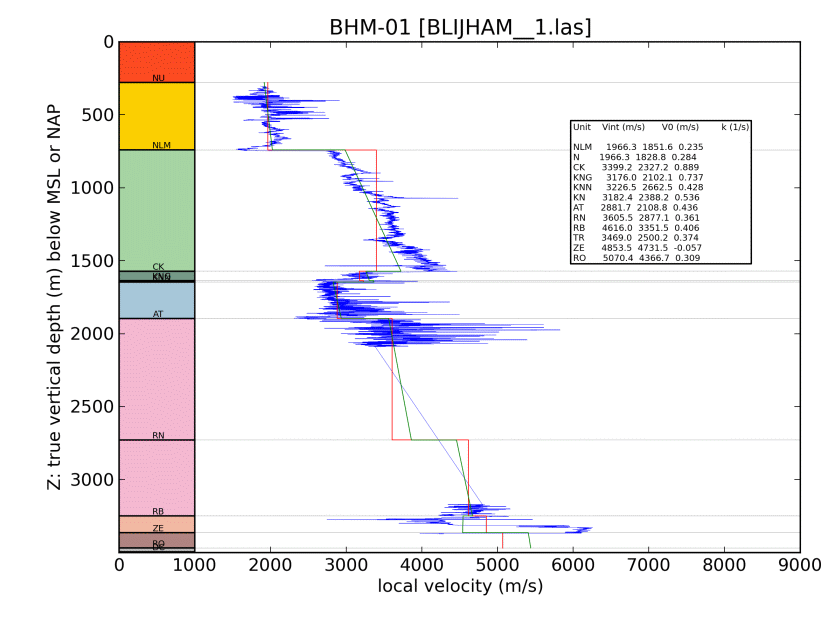 BHM-01 [BLIJHAM__1.las]
Z: true vertical depth (m) below MSL or NAP
0
500
1000
1500
2000
2500
3000
NU
NLM
CK
KNG
KNN
AT
RN
RB
ZE
RO
DC
Unit Vint (m/s) V0 (m/s) k (1/s)
NLM 1966.3 1851.6 0.235
N 1966.3 1828.8 0.284
CK 3399.2 2327.2 0.889
KNG 3176.0 2102.1 0.737
KNN 3226.5 2662.5 0.428
KN 3182.4 2388.2 0.536
AT 2881.7 2108.8 0.436
RN 3605.5 2877.1 0.361
RB 4616.0 3351.5 0.406
TR 3469.0 2500.2 0.374
ZE 4853.5 4731.5 -0.057
RO 5070.4 4366.7 0.309
0 1000 2000 3000 4000 5000 6000 7000 8000 9000
local velocity (m/s)